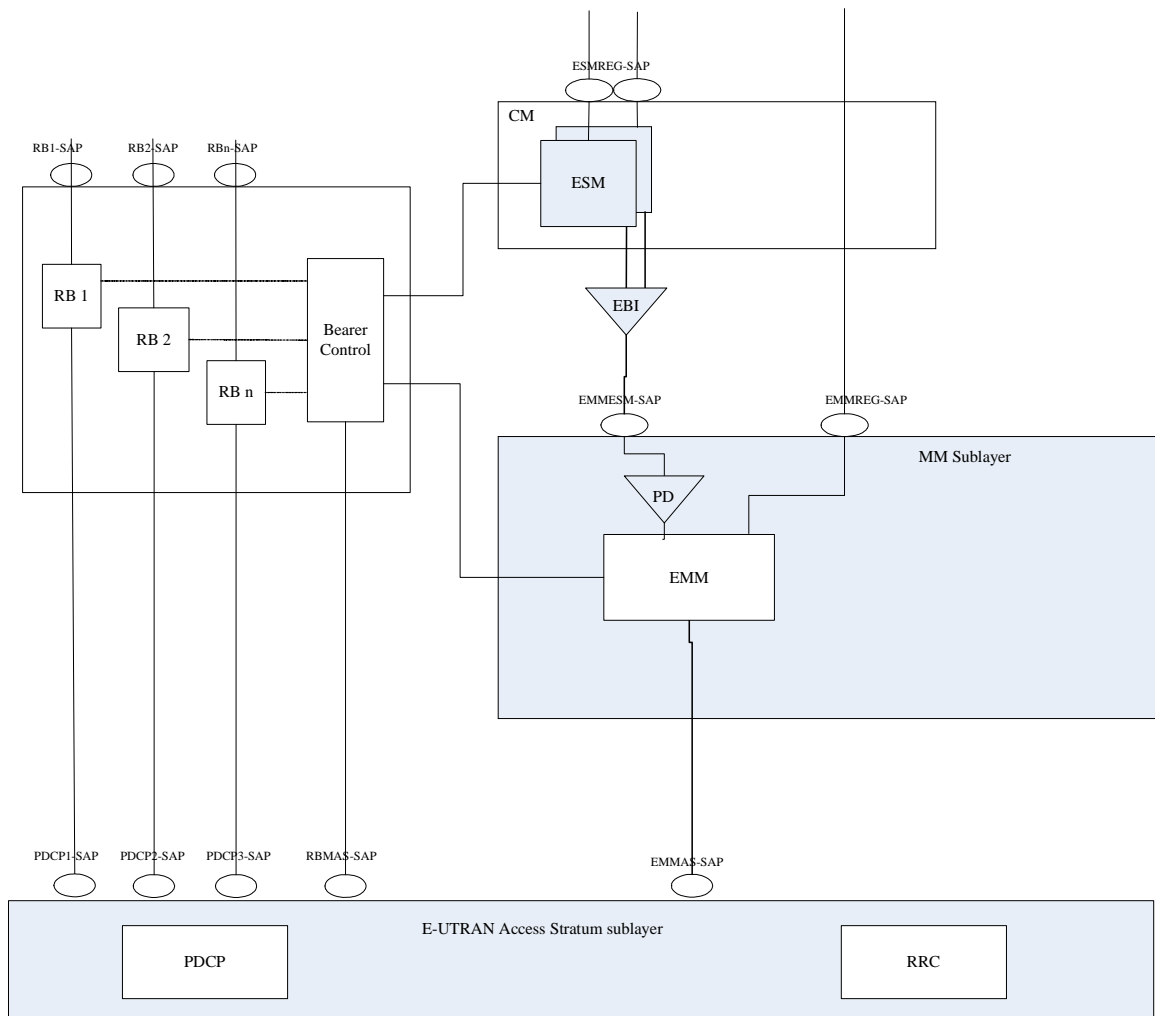 ESMREG-SAP
CM
RB1-SAP
RB2-SAP
RBn-SAP
ESM
RB 1
EBI
RB 2
Bearer
Control
RB n
EMMESM-SAP
EMMREG-SAP
MM Sublayer
PD
EMM
PDCP1-SAP
PDCP2-SAP
PDCP3-SAP
RBMAS-SAP
EMMAS-SAP
E-UTRAN Access Stratum sublayer
PDCP
RRC